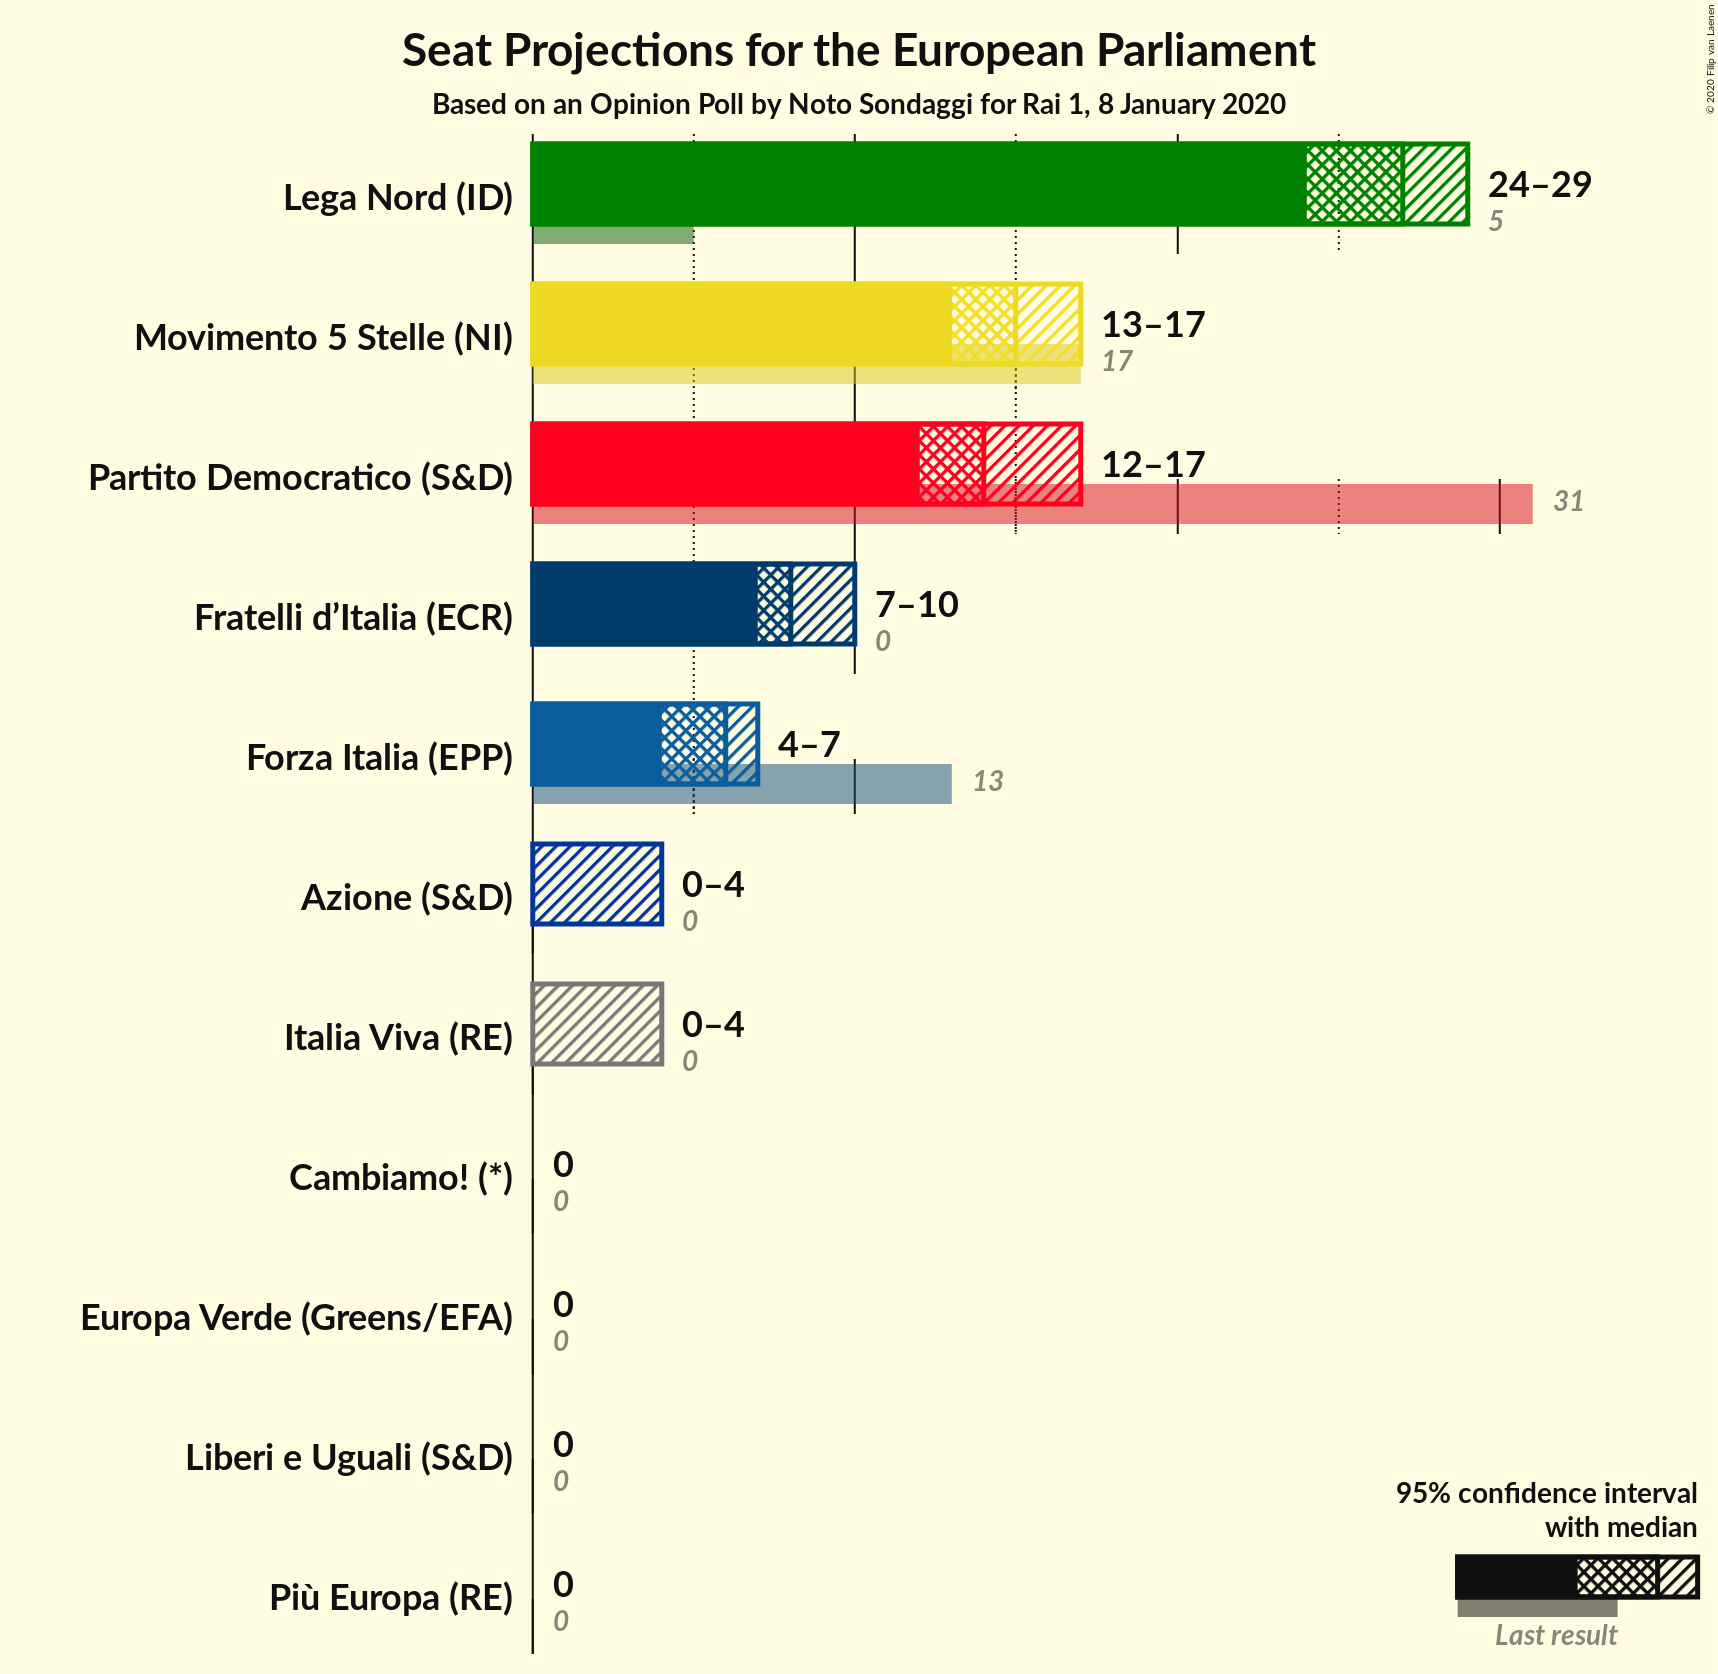 Seat Projections for the European Parliament
Based on an Opinion Poll by Noto Sondaggi for Rai 1, 8 January 2020
© 2020 Filip van Laenen
Lega Nord (ID)
24–29
5
Movimento 5 Stelle (NI)
13–17
17
Partito Democratico (S&D)
12–17
31
Fratelli d’Italia (ECR)
7–10
0
Forza Italia (EPP)
4–7
13
Azione (S&D)
0–4
0
Italia Viva (RE)
0–4
0
Cambiamo! (*)
0
0
Europa Verde (Greens/EFA)
0
0
Liberi e Uguali (S&D)
0
0
Più Europa (RE)
0
0
95% confidence interval
with median
Last result